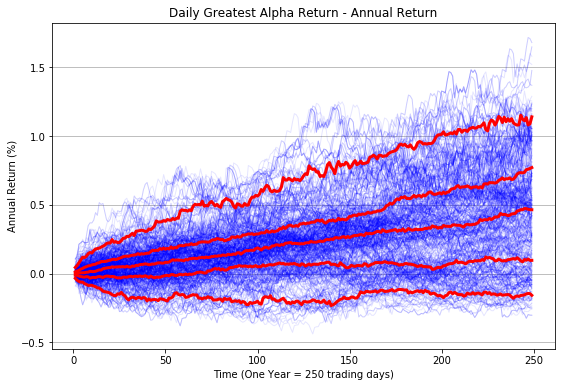 Daily Greatest Alpha Return - Annual Return
Annual Return (%)
1.5
1.0
0.5
0.0
−0.5
0 50 100 150 200 250
Time (One Year = 250 trading days)